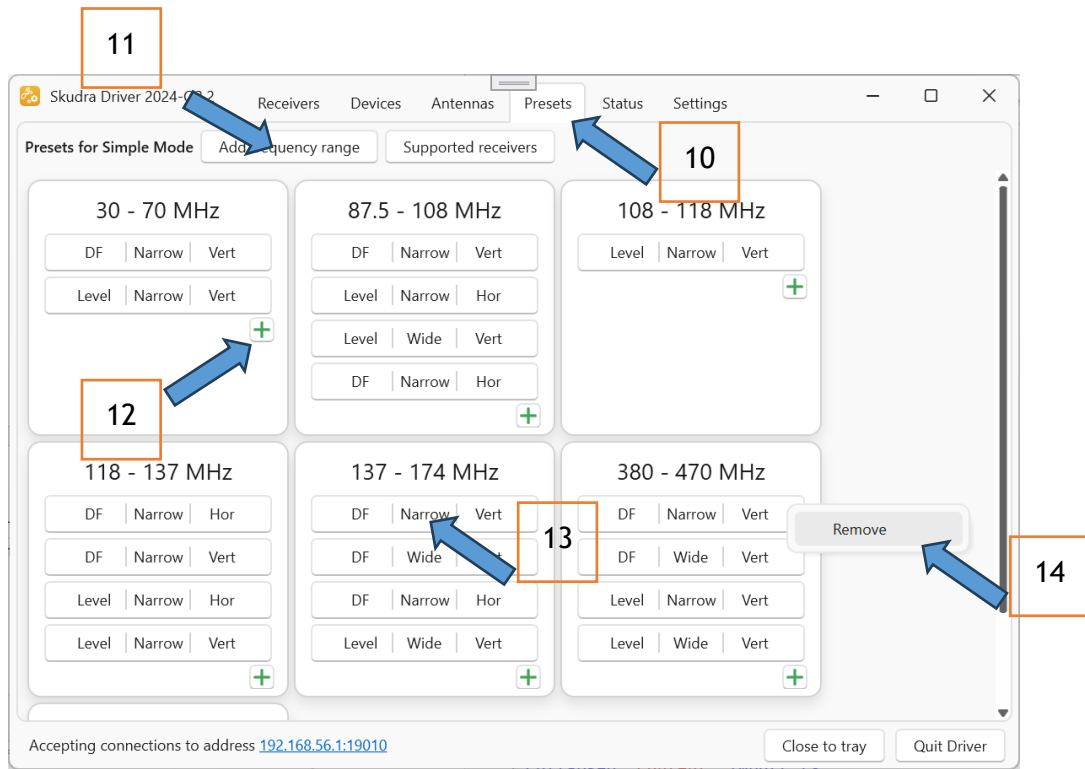 11
Skudra Driver 2024-
Receivers Devices Antennas Presets Status Settings
Presets for Simple Mode Add frequency range Supported receivers
10
30 - 70 MHz
DF Narrow Vert
Level Narrow Vert
12
87.5 - 108 MHz
DF Narrow Vert
Level Narrow Hor
Level Wide Vert
DF Narrow Hor
108 - 118 MHz
Level Narrow Vert
118 - 137 MHz
DF Narrow Hor
DF Narrow Vert
Level Narrow Hor
Level Narrow Vert
137 - 174 MHz
DF Narrow Vert
DF Wide Vert
DF Narrow Hor
Level Wide Vert
13
380 - 470 MHz
DF Narrow Vert
DF Wide Vert
Level Narrow Vert
Level Wide Vert
Remove
14
Accepting connections to address 192.168.56.1:19010
Close to tray Quit Driver